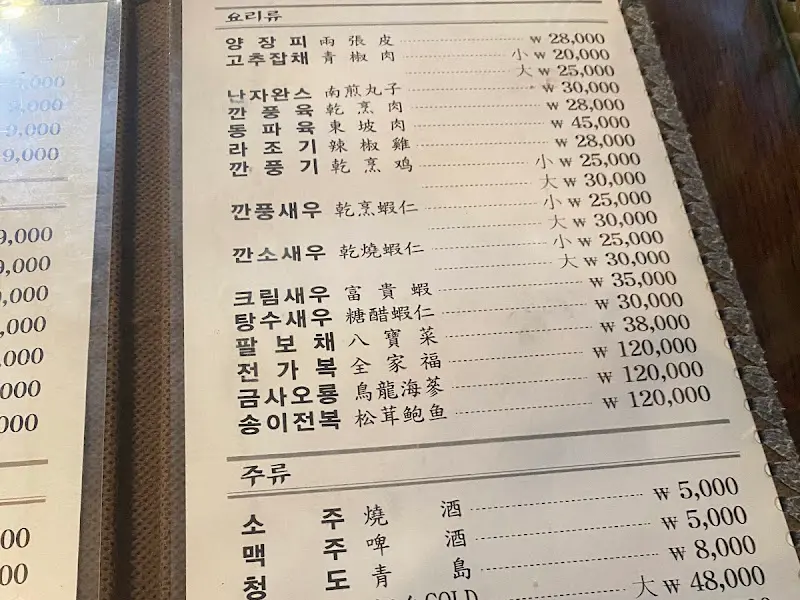 요리류
양장피 兩張皮 ₩ 28,000
고추잡채 青椒肉 小 ₩ 20,000
大 ₩ 25,000
난자완스 南煎丸子 ₩ 30,000
깐풍육 乾烹肉 ₩ 28,000
동파육 東坡肉 ₩ 45,000
라조기 辣椒雞 ₩ 28,000
깐풍기 乾烹鸡 小 ₩ 25,000
大 ₩ 30,000
깐풍새우 乾烹蝦仁 小 ₩ 25,000
大 ₩ 30,000
깐소새우 乾燒蝦仁 小 ₩ 25,000
大 ₩ 30,000
크림새우 富貴蝦 ₩ 35,000
탕수새우 糖醋蝦仁 ₩ 30,000
팔보채 八寶菜 ₩ 38,000
전가복 全家福 ₩ 120,000
금사오룡 鳥龍海蔘 ₩ 120,000
송이전복 松茸鲍鱼 ₩ 120,000
주류
소주 燒酒 ₩ 5,000
맥주 啤酒 ₩ 5,000
청도 青島 ₩ 8,000
GOLD 大 ₩ 48,000